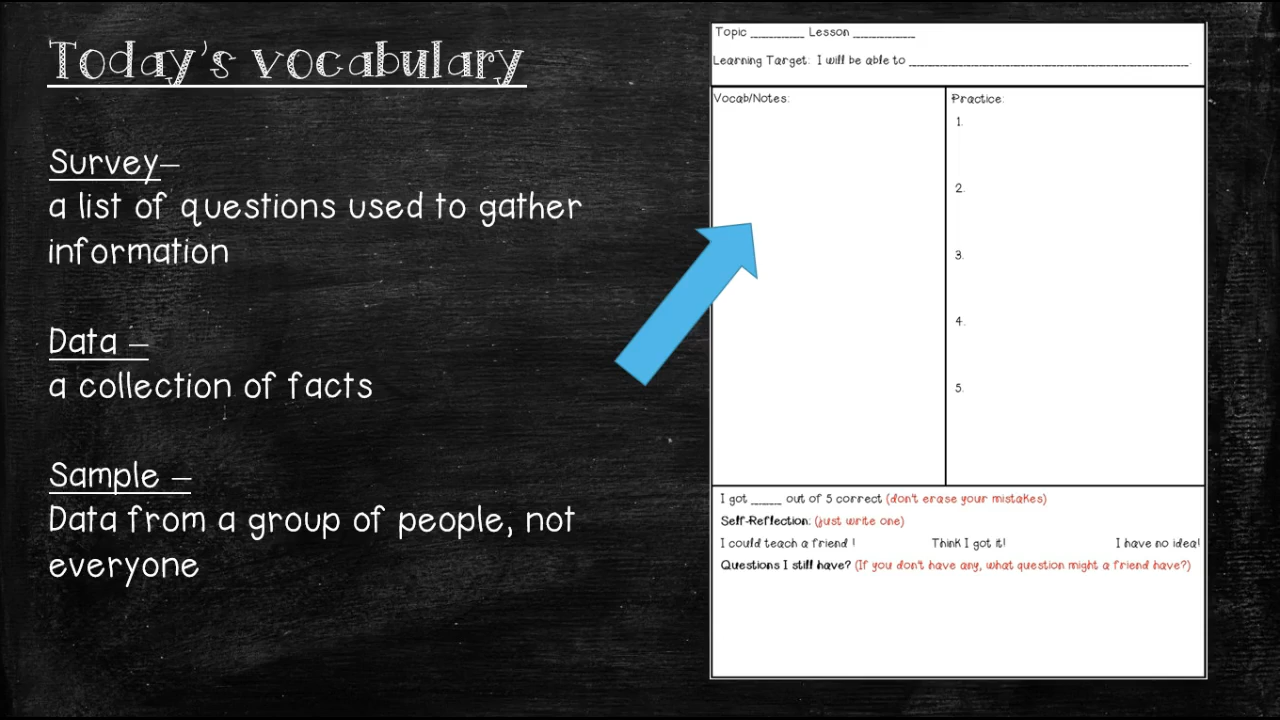 Today's vocabulary
Survey–
a list of questions used to gather
information
Data –
a collection of facts
Sample –
Data from a group of people, not
everyone
Topic ________ Lesson _________
Learning Target: I will be able to ________________________________________.
Vocab/Notes:
Practice:
1.
2.
3.
4.
5.
I got _____ out of 5 correct (don't erase your mistakes)
Self-Reflection: (just write one)
I could teach a friend ! Think I got it! I have no idea!
Questions I still have? (If you don't have any, what question might a friend have?)